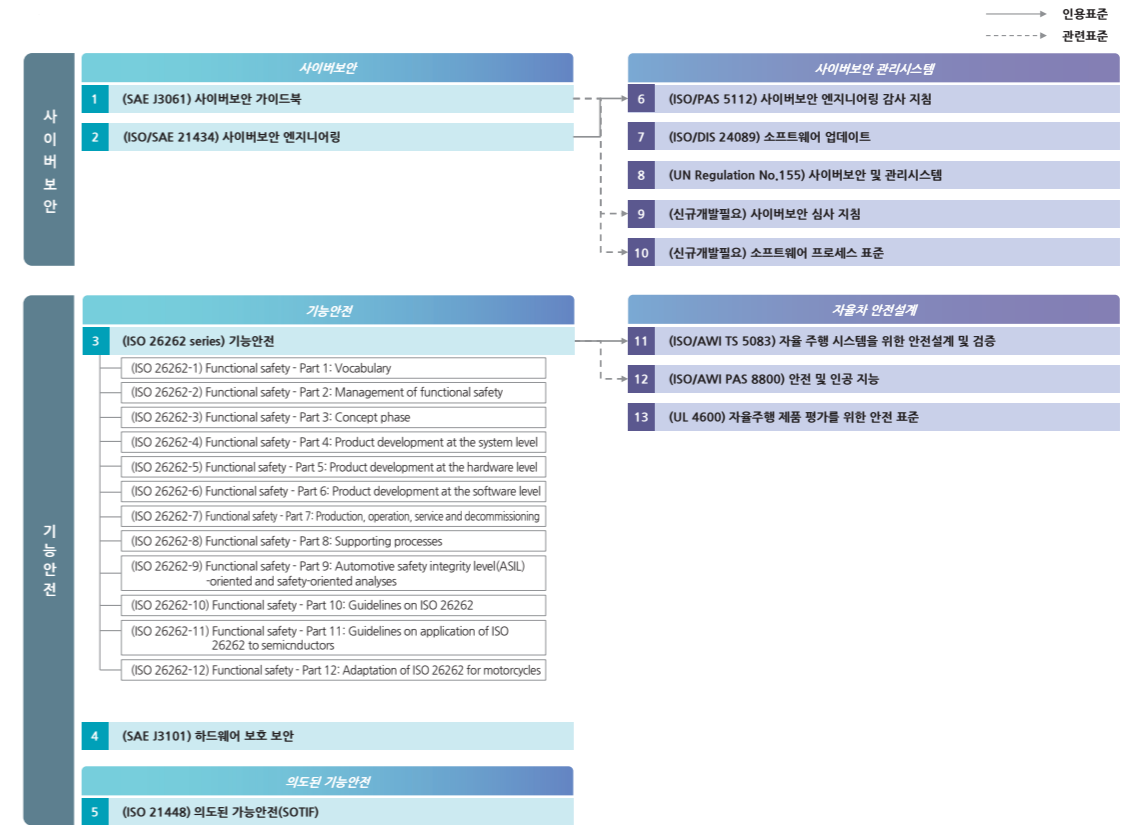 인용표준
관련표준
사이버보안
사이버보안
1 (SAE J3061) 사이버보안 가이드북
2 (ISO/SAE 21434) 사이버보안 엔지니어링
사이버보안 관리시스템
6 (ISO/PAS 5112) 사이버보안 엔지니어링 감사 지침
7 (ISO/DIS 24089) 소프트웨어 업데이트
8 (UN Regulation No.155) 사이버보안 및 관리시스템
9 (신규개발필요) 사이버보안 심사 지침
10 (신규개발필요) 소프트웨어 프로세스 표준
기능안전
기능안전
3 (ISO 26262 series) 기능안전
(ISO 26262-1) Functional safety - Part 1: Vocabulary
(ISO 26262-2) Functional safety - Part 2: Management of functional safety
(ISO 26262-3) Functional safety - Part 3: Concept phase
(ISO 26262-4) Functional safety - Part 4: Product development at the system level
(ISO 26262-5) Functional safety - Part 5: Product development at the hardware level
(ISO 26262-6) Functional safety - Part 6: Product development at the software level
(ISO 26262-7) Functional safety - Part 7: Production, operation, service and decommissioning
(ISO 26262-8) Functional safety - Part 8: Supporting processes
(ISO 26262-9) Functional safety - Part 9: Automotive safety integrity level(ASIL)
-oriented and safety-oriented analyses
(ISO 26262-10) Functional safety - Part 10: Guidelines on ISO 26262
(ISO 26262-11) Functional safety - Part 11: Guidelines on application of ISO
26262 to semicnductors
(ISO 26262-12) Functional safety - Part 12: Adaptation of ISO 26262 for motorcycles
4 (SAE J3101) 하드웨어 보호 보안
의도된 기능안전
5 (ISO 21448) 의도된 가능안전(SOTIF)
자율차 안전설계
11 (ISO/AWI TS 5083) 자율 주행 시스템을 위한 안전설계 및 검증
12 (ISO/AWI PAS 8800) 안전 및 인공 지능
13 (UL 4600) 자율주행 제품 평가를 위한 안전 표준